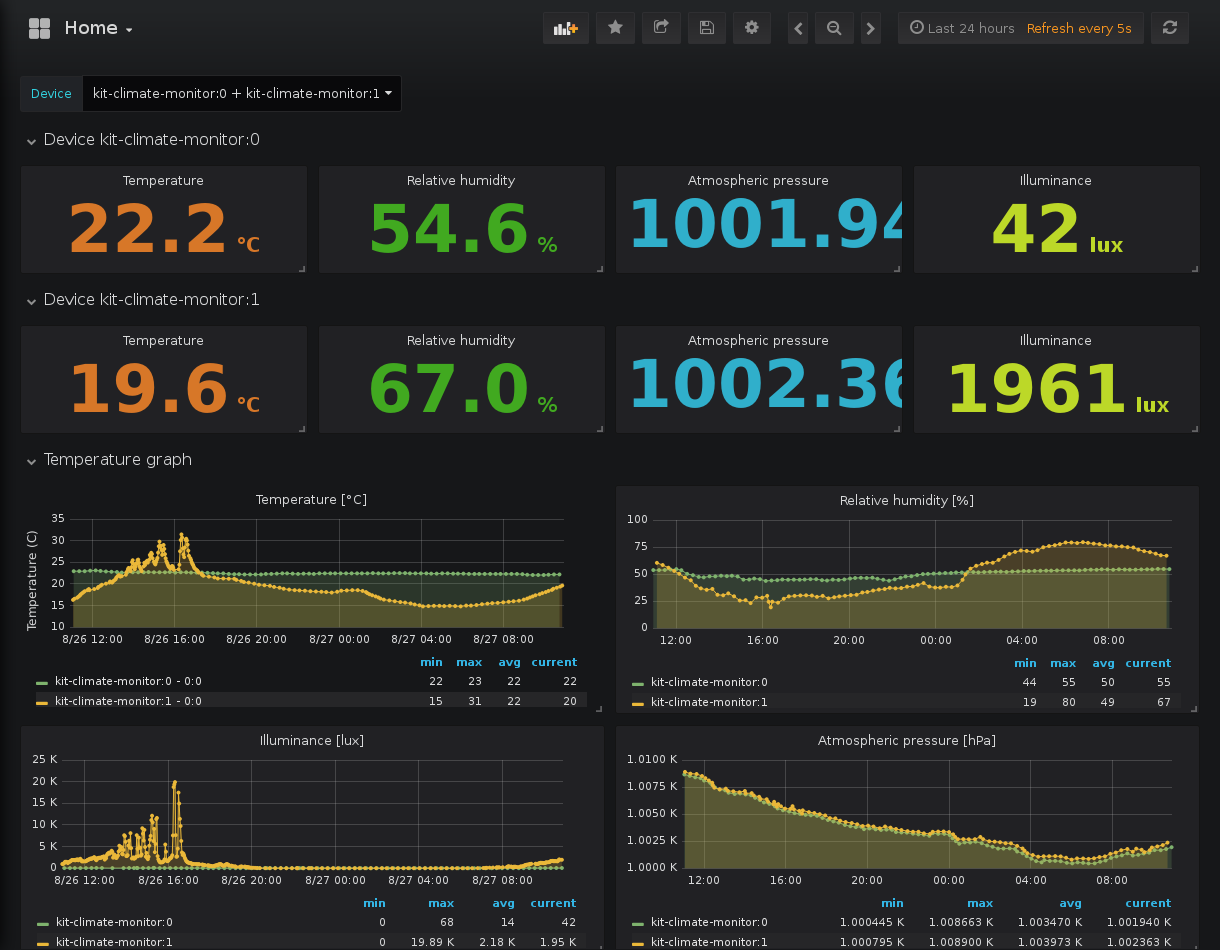 Home
Last 24 hours Refresh every 5s
Device kit-climate-monitor:0 + kit-climate-monitor:1
Device kit-climate-monitor:0
Temperature Relative humidity Atmospheric pressure Illuminance
22.2 °C 54.6 % 1001.94 42 lux
Device kit-climate-monitor:1
Temperature Relative humidity Atmospheric pressure Illuminance
19.6 °C 67.0 % 1002.36 1961 lux
Temperature graph
Temperature [°C]
Temperature (C)
35
30
25
20
15
10
8/26 12:00 8/26 16:00 8/26 20:00 8/27 00:00 8/27 04:00 8/27 08:00
min max avg current
kit-climate-monitor:0 - 0:0 22 23 22 22
kit-climate-monitor:1 - 0:0 15 31 22 20
Relative humidity [%]
100
75
50
25
0
12:00 16:00 20:00 00:00 04:00 08:00
min max avg current
kit-climate-monitor:0 44 55 50 55
kit-climate-monitor:1 19 80 49 67
Illuminance [lux]
25 K
20 K
15 K
10 K
5 K
0
8/26 12:00 8/26 16:00 8/26 20:00 8/27 00:00 8/27 04:00 8/27 08:00
min max avg current
kit-climate-monitor:0 0 68 14 42
kit-climate-monitor:1 0 19.89 K 2.18 K 1.95 K
Atmospheric pressure [hPa]
1.0100 K
1.0075 K
1.0050 K
1.0025 K
1.0000 K
12:00 16:00 20:00 00:00 04:00 08:00
min max avg current
kit-climate-monitor:0 1.000445 K 1.008663 K 1.003470 K 1.001940 K
kit-climate-monitor:1 1.000795 K 1.008900 K 1.003973 K 1.002363 K